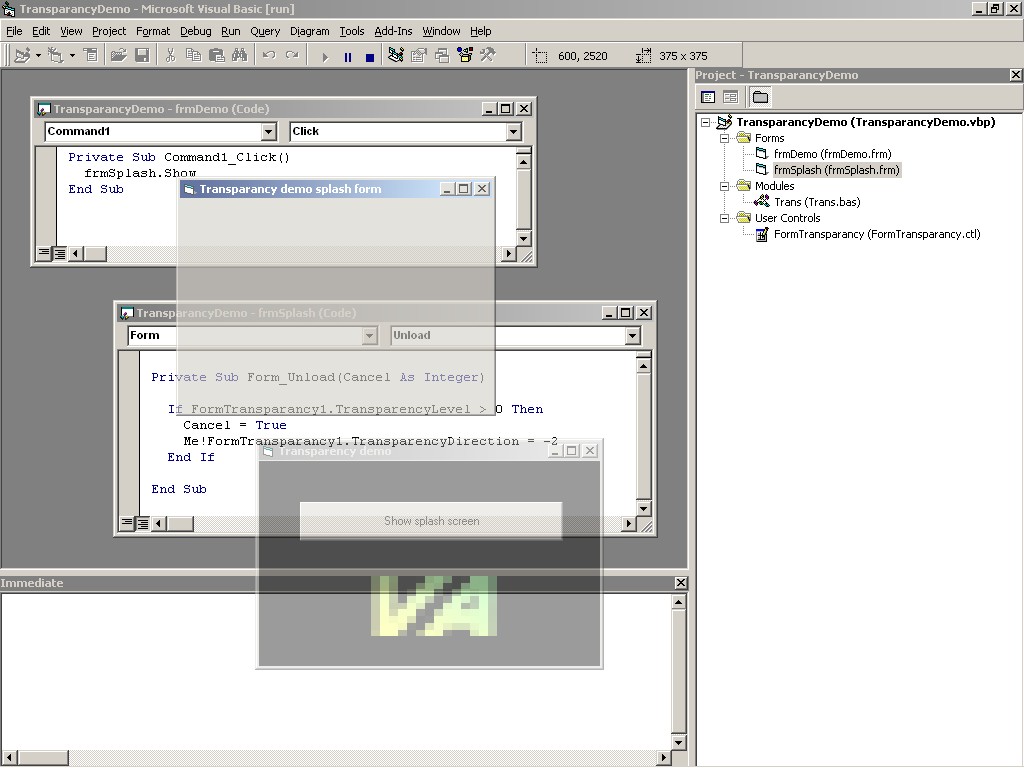 TransparancyDemo - Microsoft Visual Basic [run]
File Edit View Project Format Debug Run Query Diagram Tools Add-Ins Window Help
600, 2520 375 x 375
Project - TransparancyDemo
TransparancyDemo (TransparancyDemo.vbp)
Forms
frmDemo (frmDemo.frm)
frmSplash (frmSplash.frm)
Modules
Trans (Trans.bas)
User Controls
FormTransparancy (FormTransparancy.ctl)
TransparancyDemo - frmDemo (Code)
Command1 Click
Private Sub Command1_Click()
frmSplash.Show
End Sub
Transparancy demo splash form
TransparancyDemo - frmSplash (Code)
Form Unload
Private Sub Form_Unload(Cancel As Integer)
If FormTransparancy1.TransparencyLevel > 0 Then
Cancel = True
Me!FormTransparancy1.TransparencyDirection = -2
End If
End Sub
Transparency demo
Show splash screen
VA
Immediate